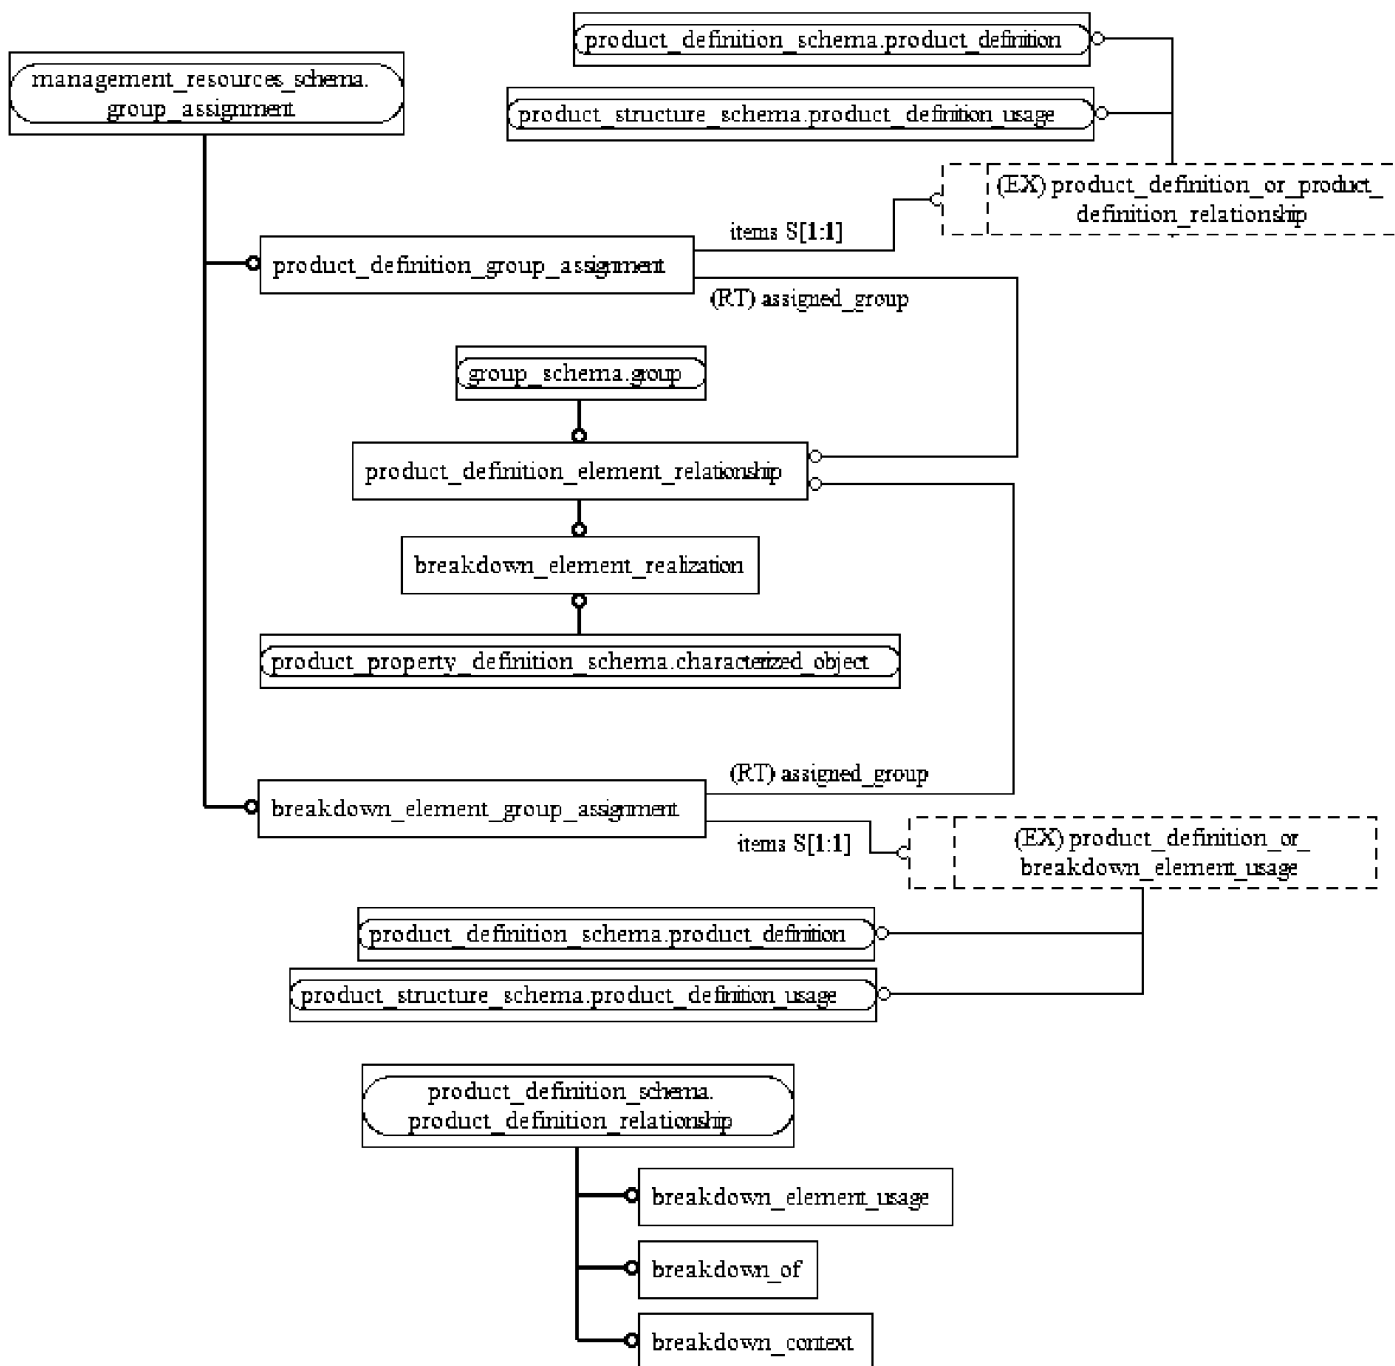 product_definition_schema.product_definition
management_resources_schema.
group_assignment
product_structure_schema.product_definition_usage
(EX) product_definition_or_product_
definition_relationship
items S[1:1]
product_definition_group_assignment
(RT) assigned_group
group_schema.group
product_definition_element_relationship
breakdown_element_realization
product_property_definition_schema.characterized_object
(RT) assigned_group
breakdown_element_group_assignment
items S[1:1]
(EX) product_definition_or_
breakdown_element_usage
product_definition_schema.product_definition
product_structure_schema.product_definition_usage
product_definition_schema.
product_definition_relationship
breakdown_element_usage
breakdown_of
breakdown_context